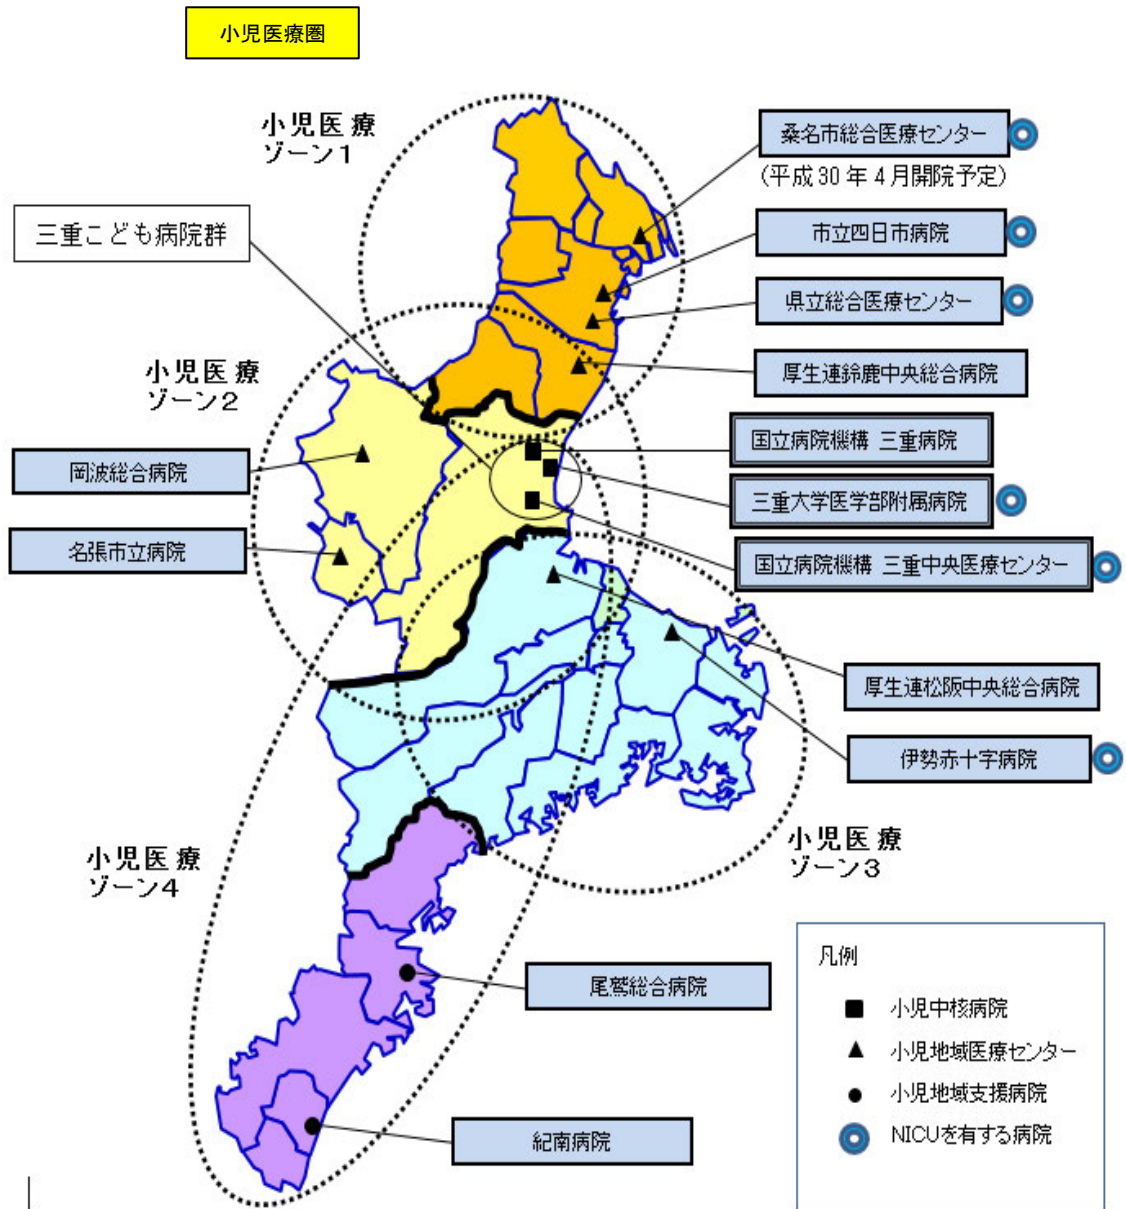 小児医療圏
小児医療
ゾーン1
桑名市総合医療センター
(平成30年4月開院予定)
三重こども病院群
市立四日市病院
県立総合医療センター
小児医療
ゾーン2
厚生連鈴鹿中央総合病院
国立病院機構 三重病院
岡波総合病院
三重大学医学部附属病院
名張市立病院
国立病院機構 三重中央医療センター
厚生連松阪中央総合病院
伊勢赤十字病院
小児医療
ゾーン3
小児医療
ゾーン4
尾鷲総合病院
紀南病院
凡例
小児中核病院
小児地域医療センター
小児地域支援病院
NICUを有する病院